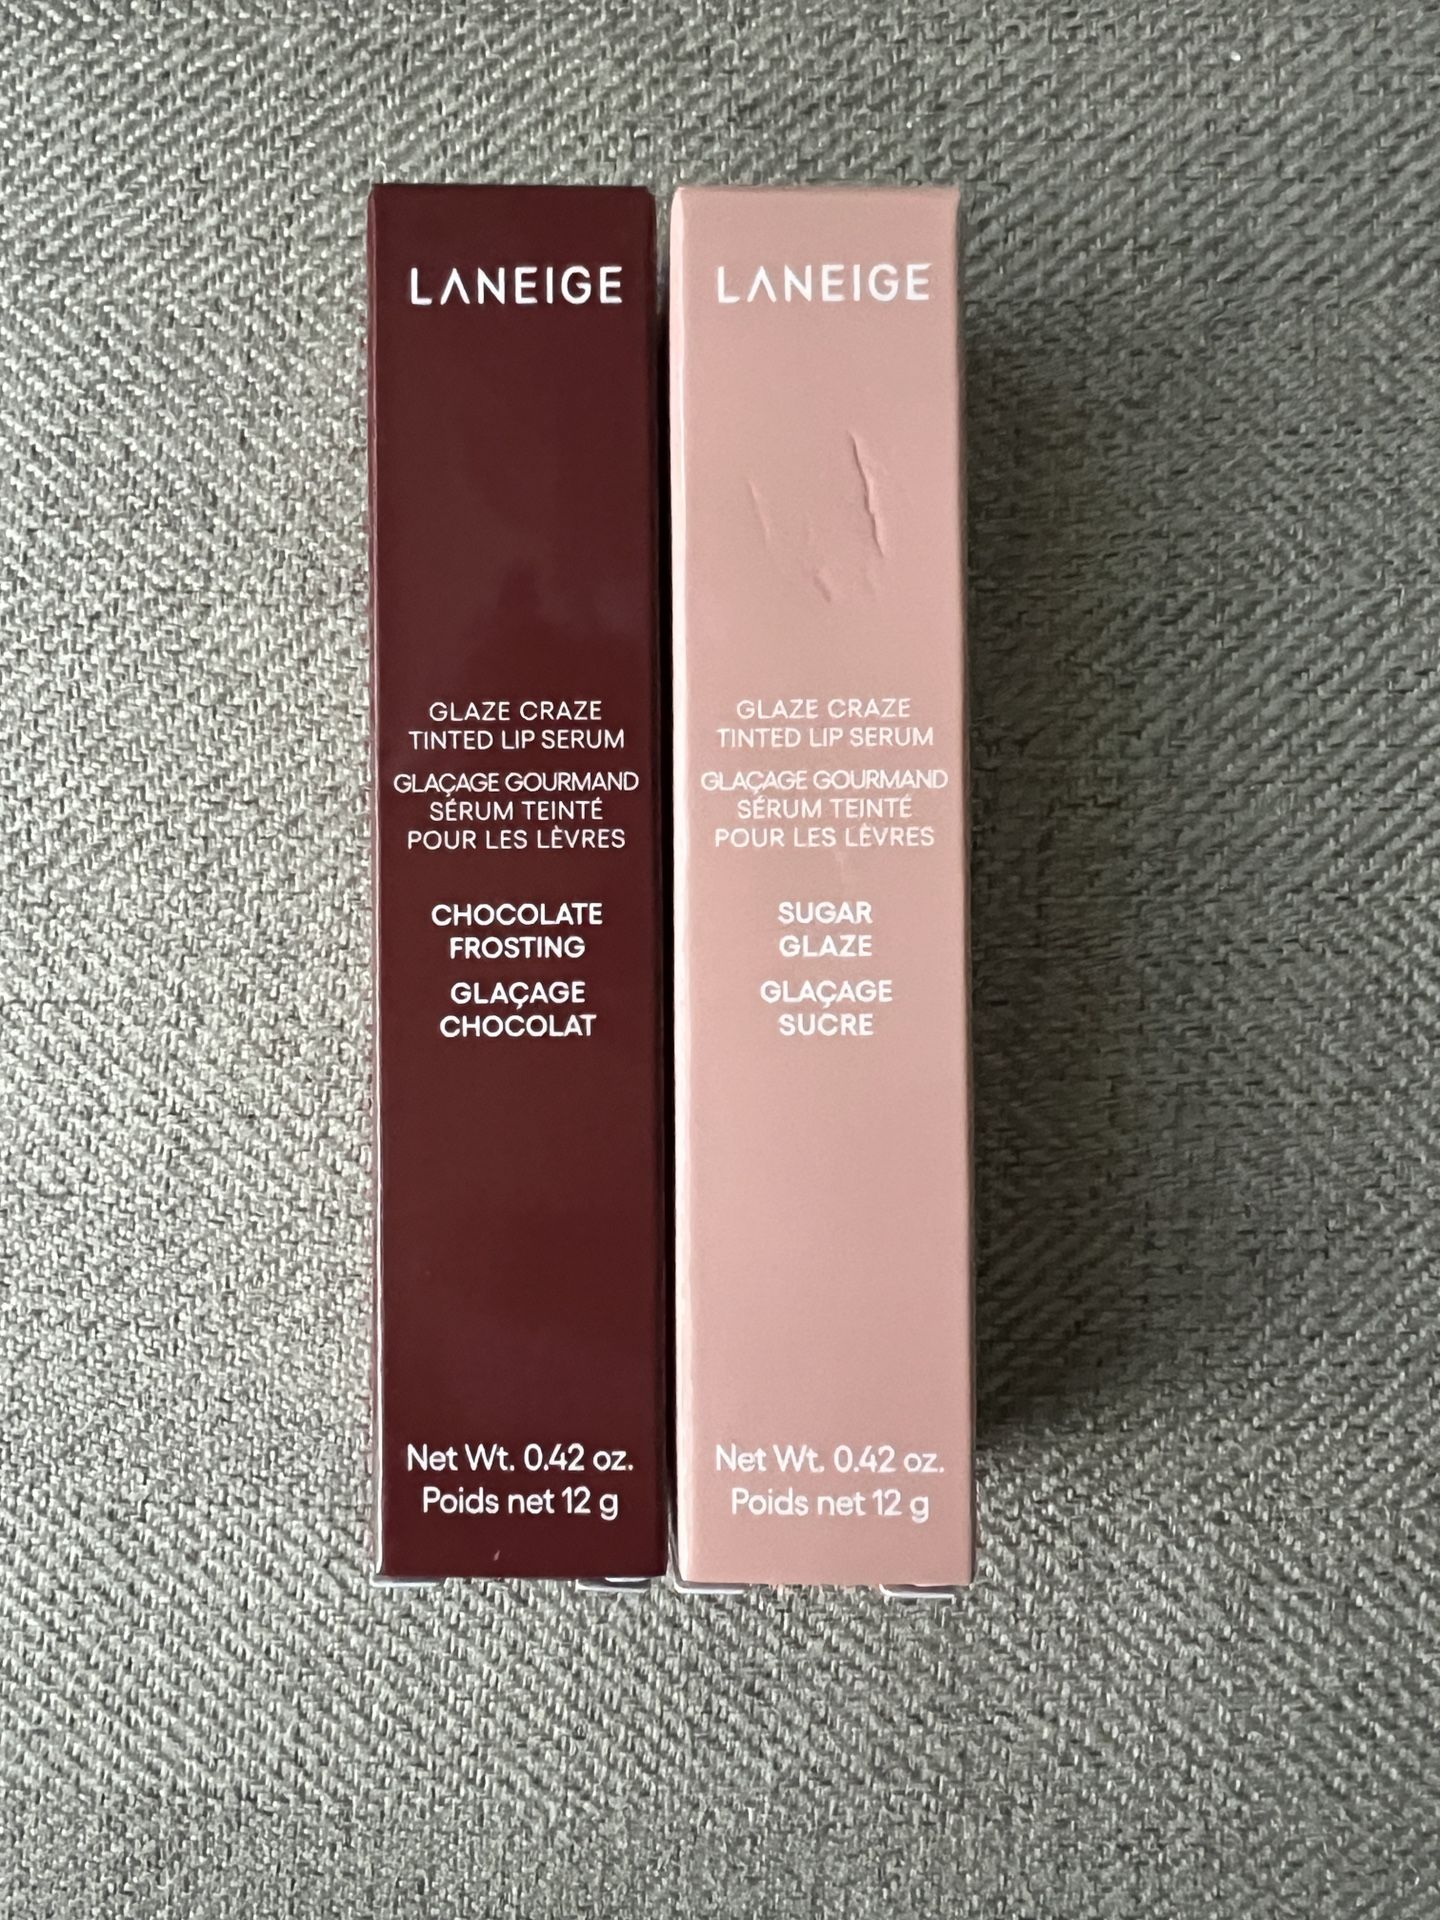 LANEIGE
GLAZE CRAZE
TINTED LIP SERUM
GLAÇAGE GOURMAND
SÉRUM TEINTÉ
POUR LES LÈVRES
CHOCOLATE
FROSTING
GLAÇAGE
CHOCOLAT
Net Wt. 0.42 oz.
Poids net 12 g
LANEIGE
GLAZE CRAZE
TINTED LIP SERUM
GLAÇAGE GOURMAND
SÉRUM TEINTÉ
POUR LES LÈVRES
SUGAR
GLAZE
GLAÇAGE
SUCRE
Net Wt. 0.42 oz.
Poids net 12 g